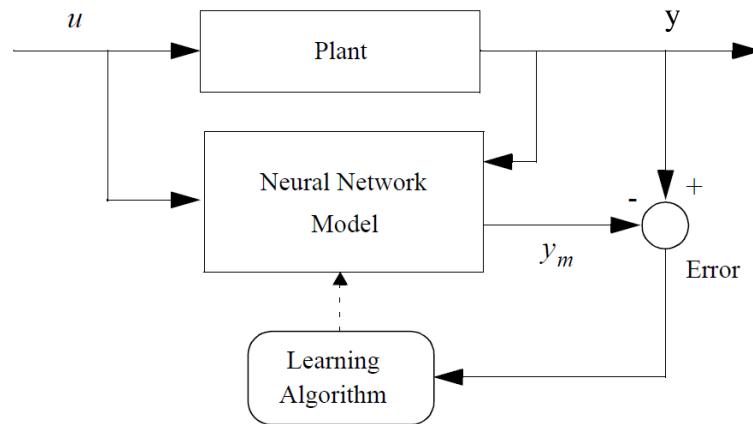 u
y
Plant
Neural Network
Model
-
+
y_m
Error
Learning
Algorithm